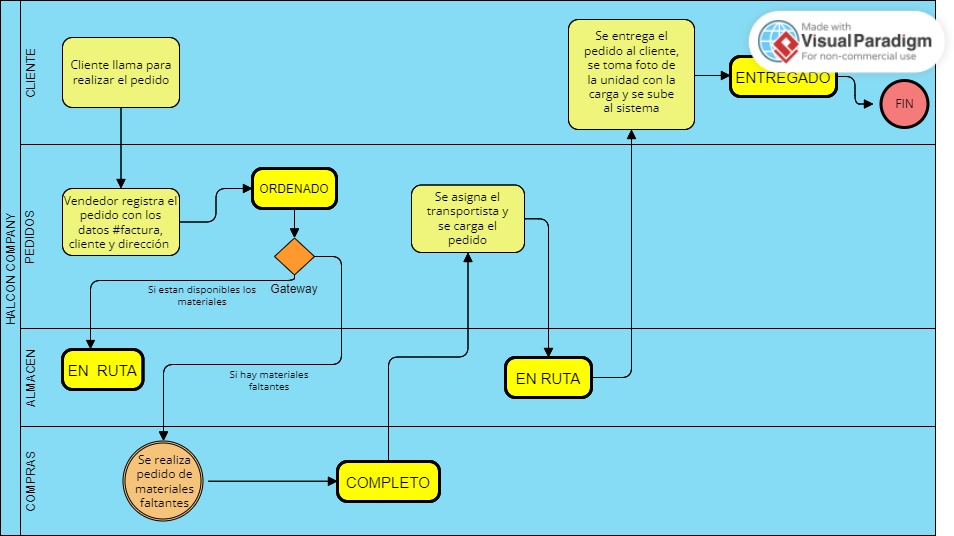 Made with
VisualParadigm
For non-commercial use
HALCON COMPANY
CLIENTE
Cliente llama para
realizar el pedido
Se entrega el
pedido al cliente,
se toma foto de
la unidad con la
carga y se sube
al sistema
ENTREGADO
FIN
PEDIDOS
Vendedor registra el
pedido con los
datos #factura,
cliente y dirección
ORDENADO
Gateway
Si estan disponibles los
materiales
Se asigna el
transportista y
se carga el
pedido
ALMACEN
EN RUTA
Si hay materiales
faltantes
EN RUTA
COMPRAS
Se realiza
pedido de
materiales
faltantes
COMPLETO